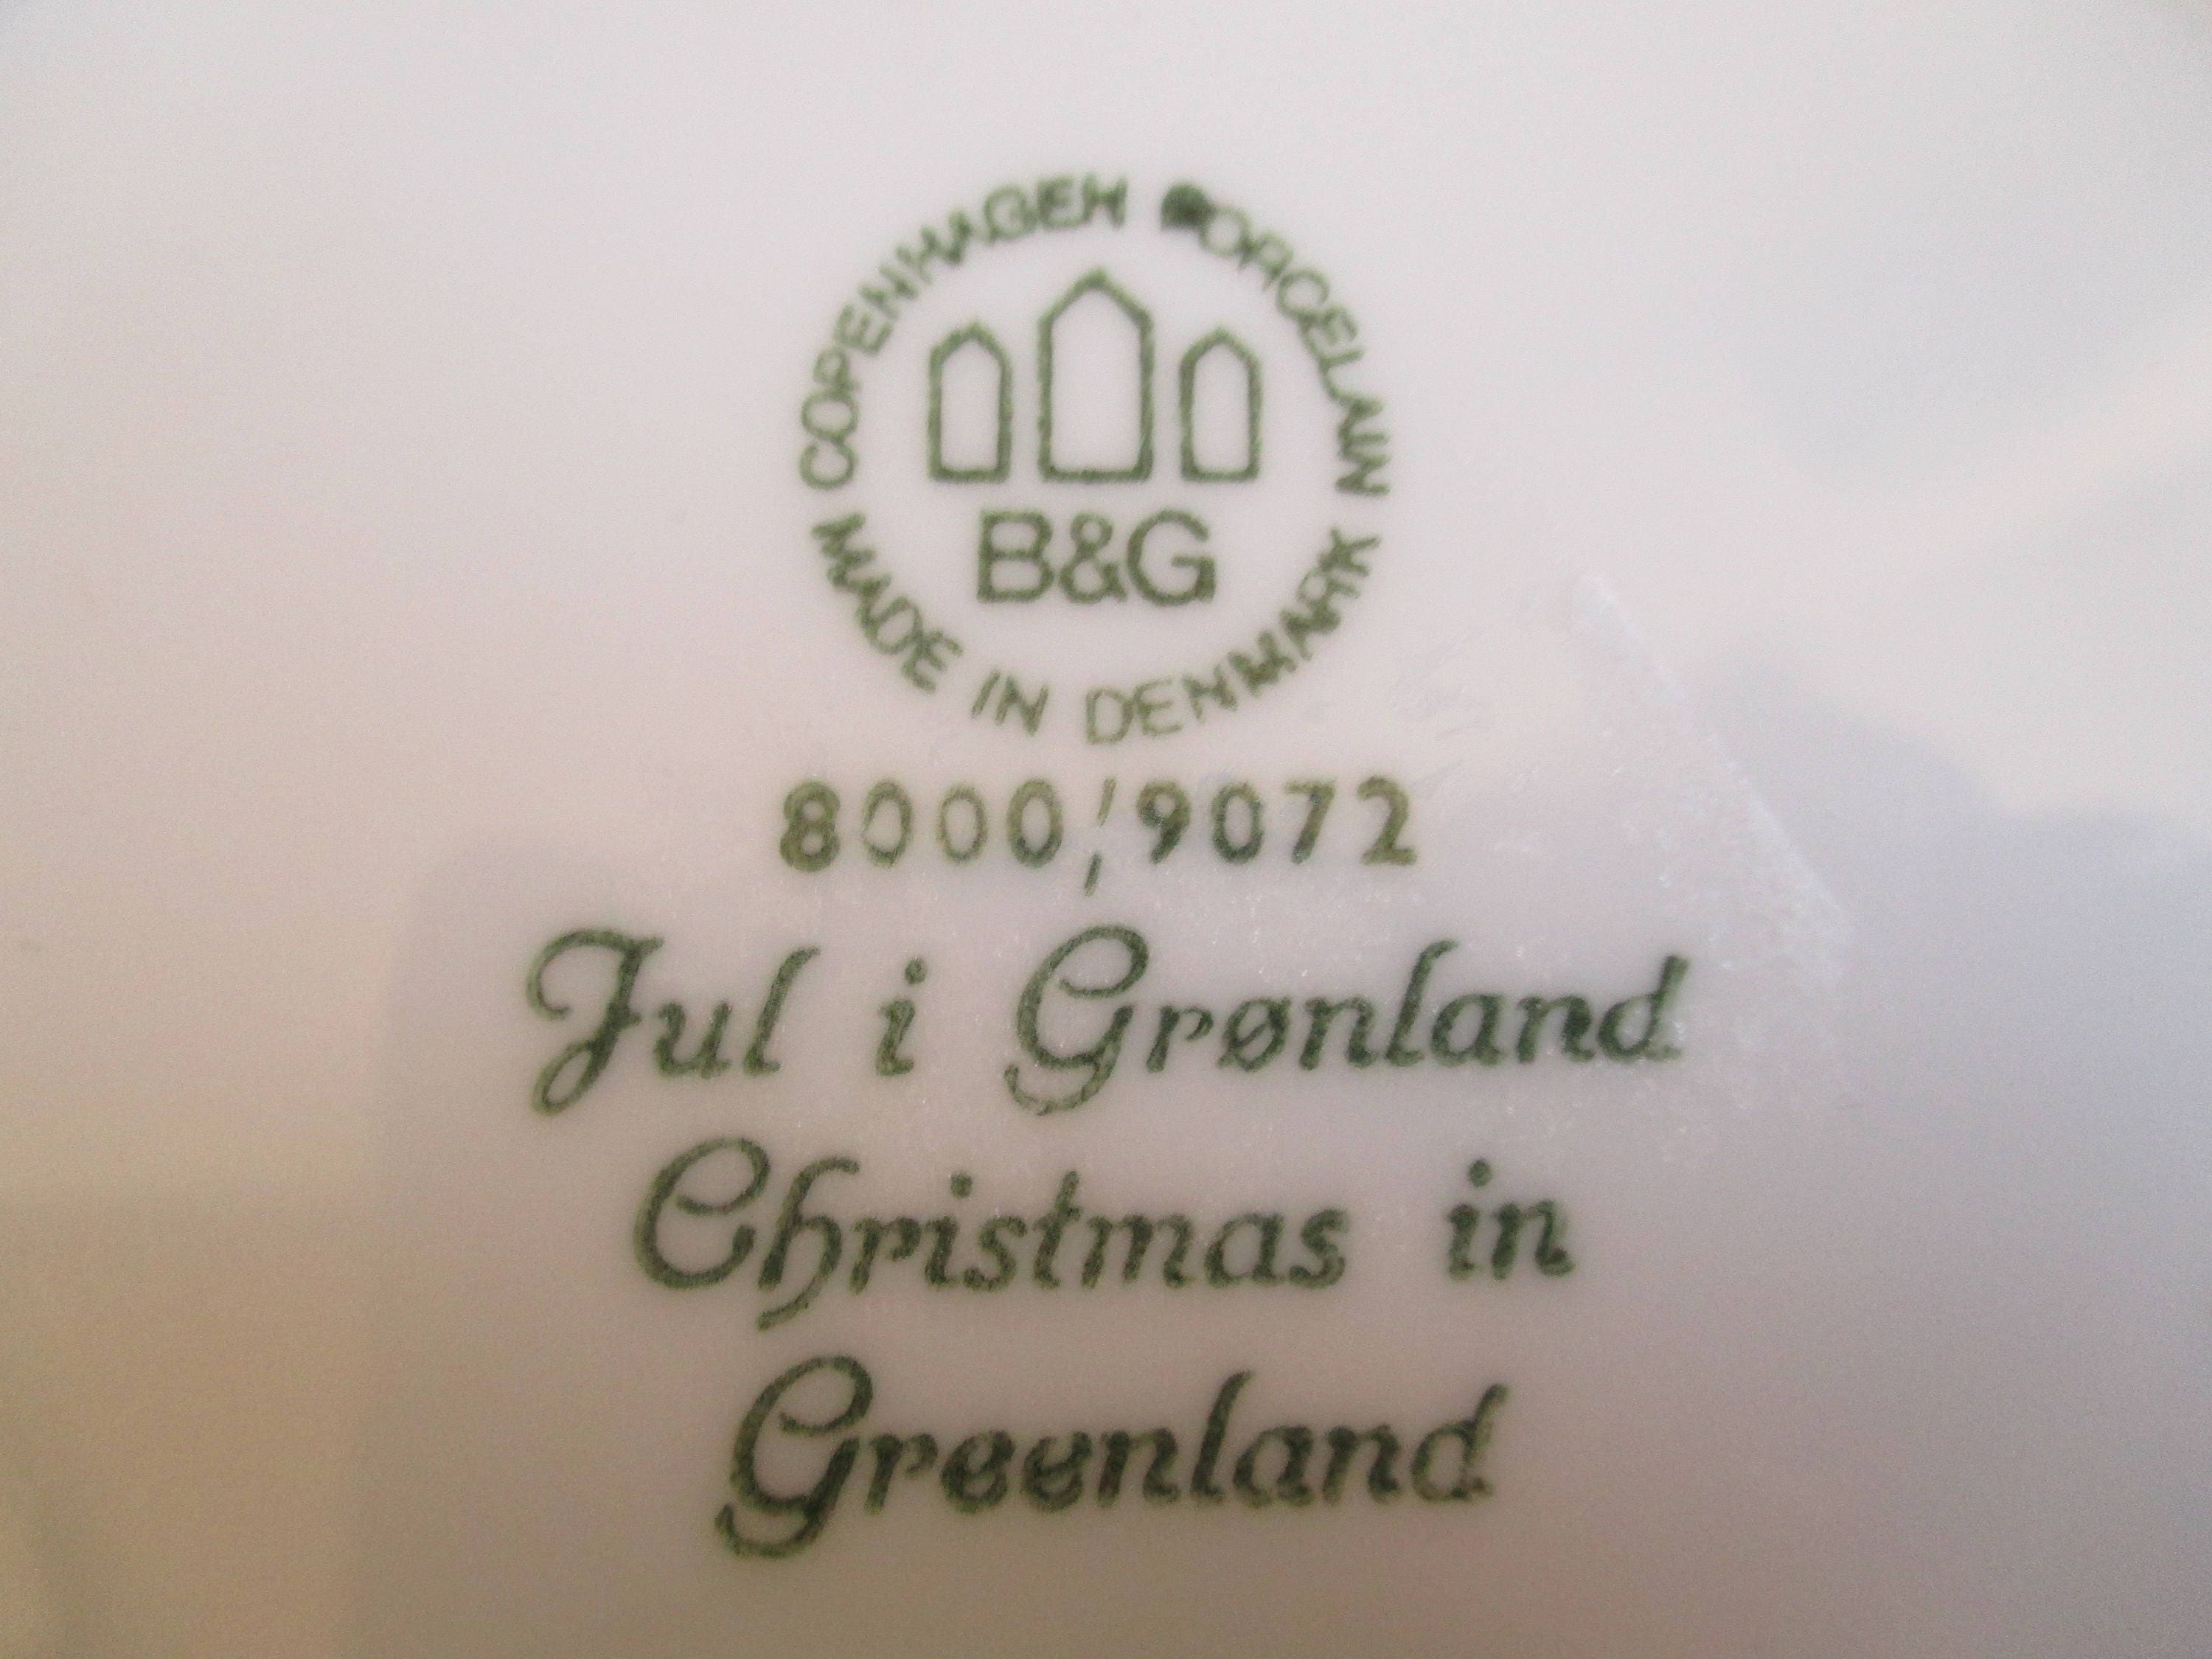 COPENHAGEN PORCELAIN
B&G
MADE IN DENMARK
8000/9072
Jul i Grønland
Christmas in
Greenland